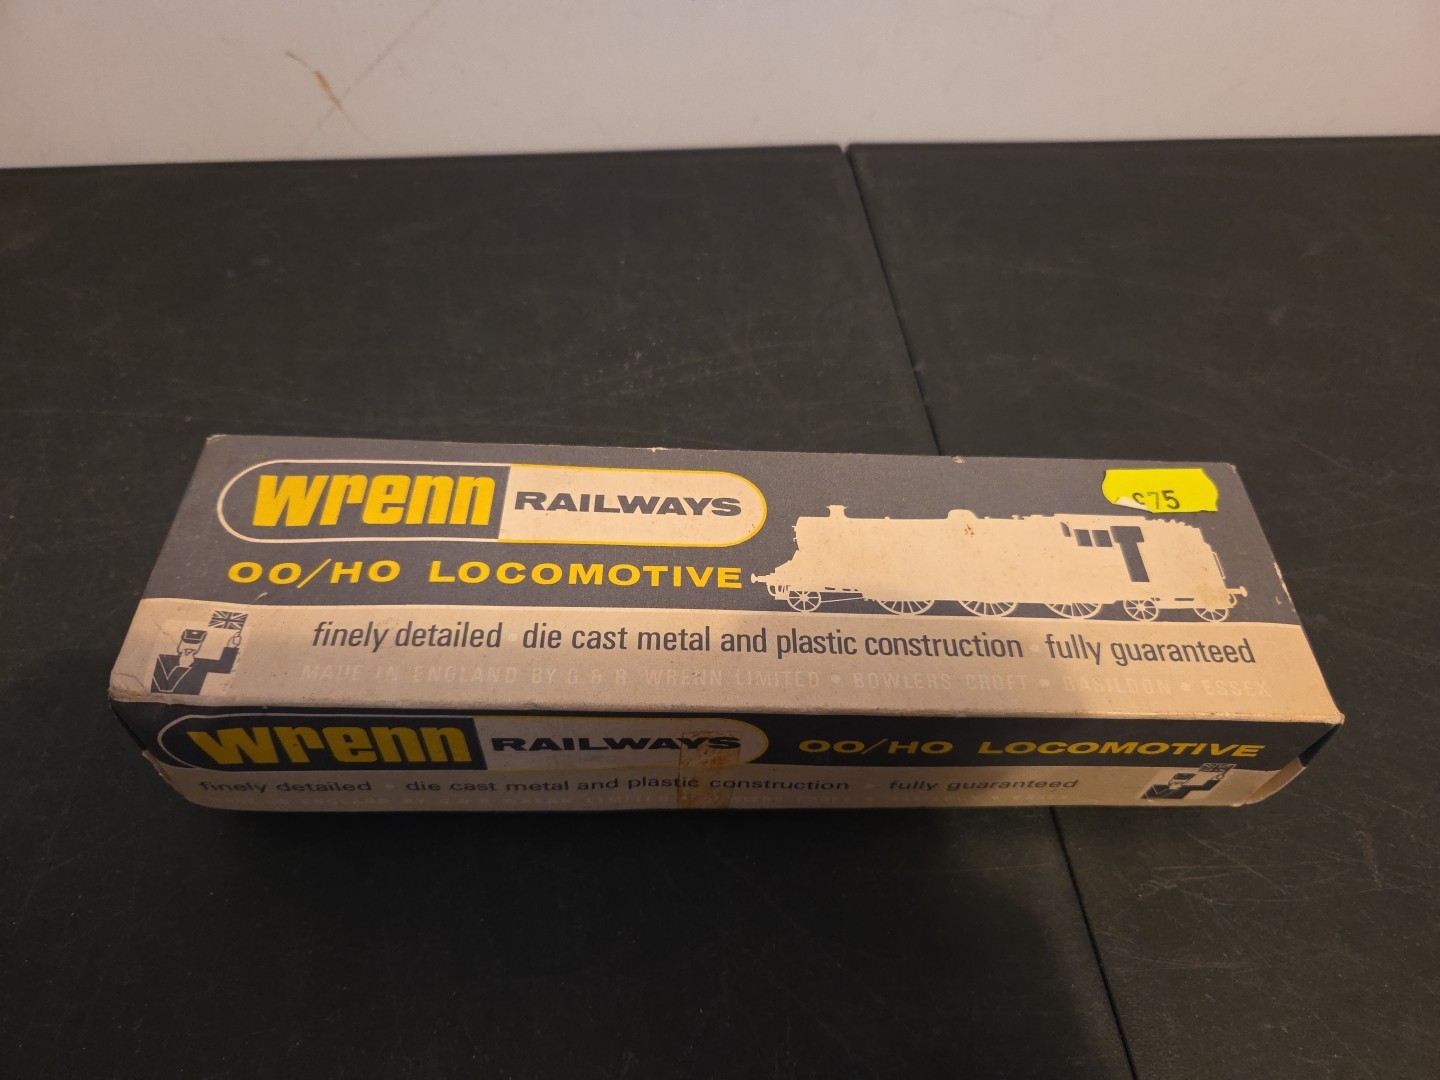 wrenn RAILWAYS
£75
OO/HO LOCOMOTIVE
finely detailed die cast metal and plastic construction fully guaranteed
MADE IN ENGLAND BY G. & R. WRENN LIMITED • BOWLERS CROFT • BASILDON • ESSEX
wrenn RAILWAYS OO/HO LOCOMOTIVE
finely detailed • die cast metal and plastic construction • fully guaranteed